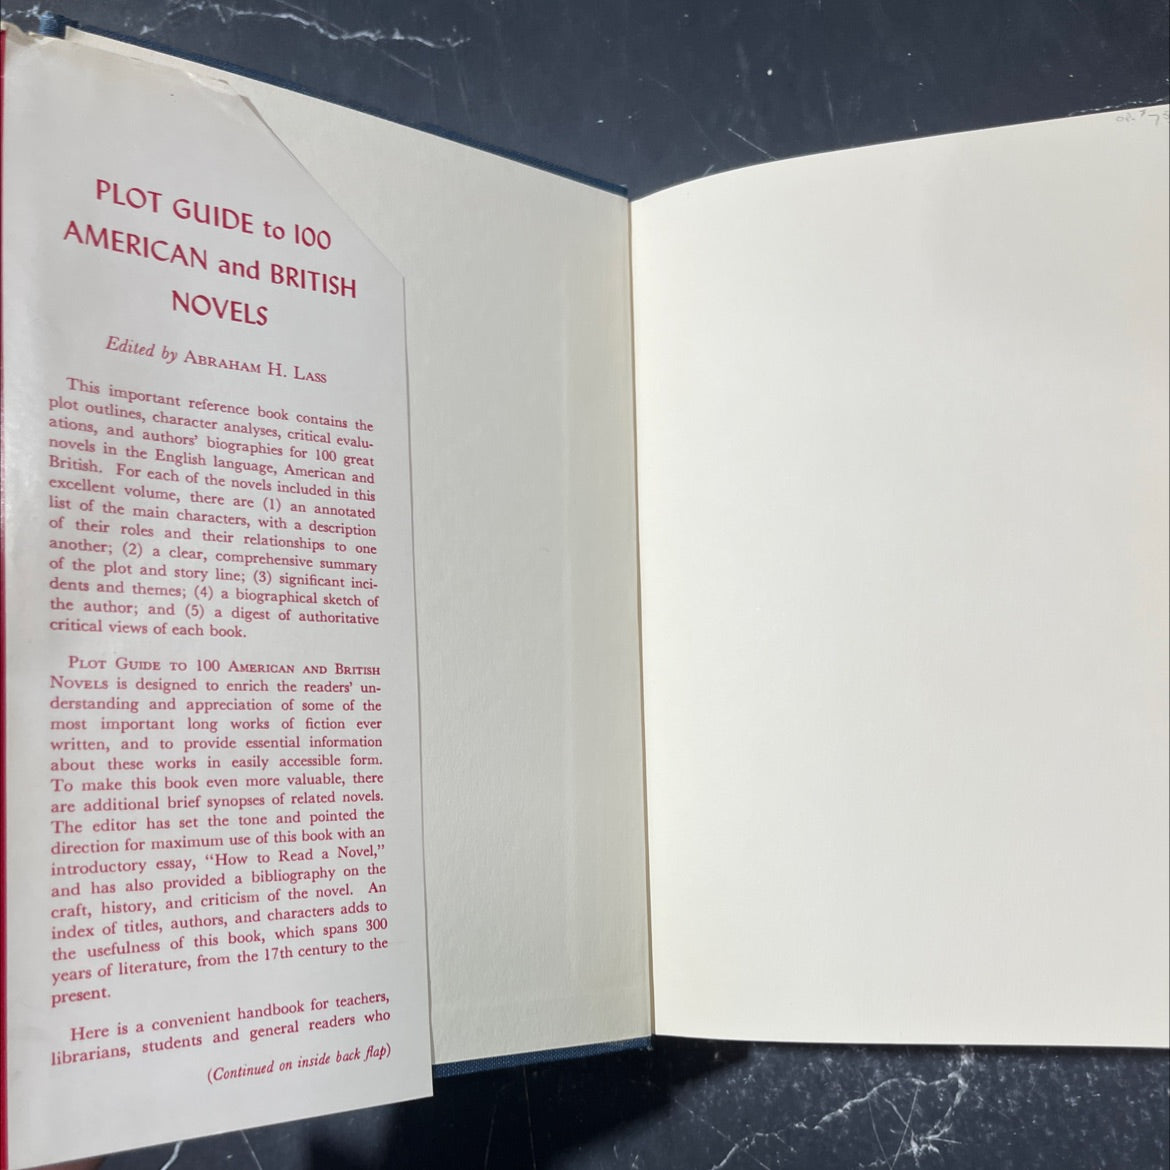 PLOT GUIDE to 100
AMERICAN and BRITISH
NOVELS
Edited by ABRAHAM H. LASS
This important reference book contains the
plot outlines, character analyses, critical evalu-
ations, and authors' biographies for 100 great
novels in the English language, American and
British. For each of the novels included in this
excellent volume, there are (1) an annotated
list of the main characters, with a description
of their roles and their relationships to one
another; (2) a clear, comprehensive summary
of the plot and story line; (3) significant inci-
dents and themes; (4) a biographical sketch of
the author; and (5) a digest of authoritative
critical views of each book.
PLOT GUIDE TO 100 AMERICAN AND BRITISH
NOVELS is designed to enrich the readers' un-
derstanding and appreciation of some of the
most important long works of fiction ever
written, and to provide essential information
about these works in easily accessible form.
To make this book even more valuable, there
are additional brief synopses of related novels.
The editor has set the tone and pointed the
direction for maximum use of this book with an
introductory essay, "How to Read a Novel,"
and has also provided a bibliography on the
craft, history, and criticism of the novel. An
index of titles, authors, and characters adds to
the usefulness of this book, which spans 300
years of literature, from the 17th century to the
present.
Here is a convenient handbook for teachers,
librarians, students and general readers who
(Continued on inside back flap)